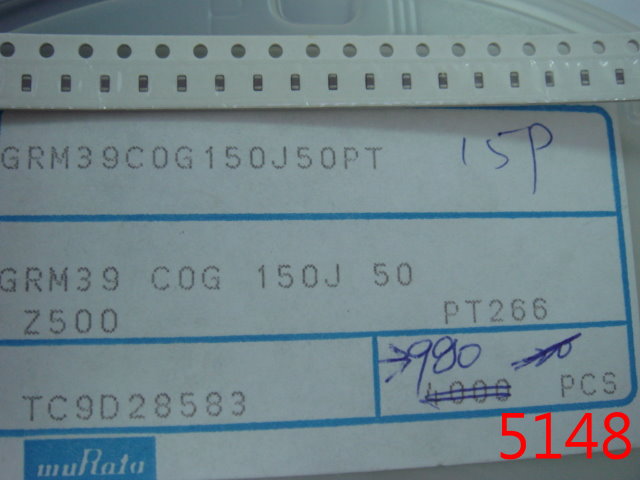 GRM39C0G150J50PT 15P
GRM39 C0G 150J 50
Z500 PT266
980
4000 PCS
TC9D28583
muRata
5148